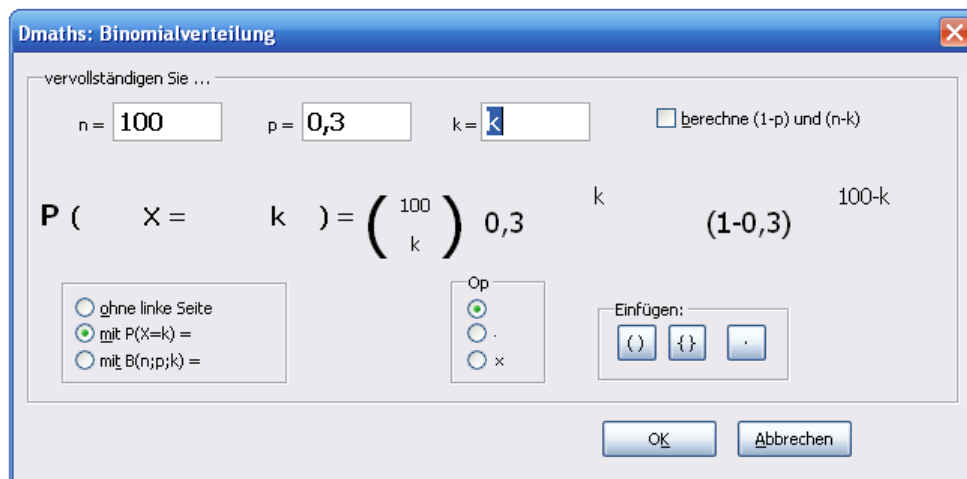 Dmaths: Binomialverteilung
vervollständigen Sie ...
n = 100 p = 0,3 k = k berechne (1-p) und (n-k)
P ( X = k ) = ( 100 k ) 0,3 k (1-0,3) 100-k
ohne linke Seite
mit P(X=k) =
mit B(n;p;k) =
Op
·
x
Einfügen:
() {} ·
OK Abbrechen